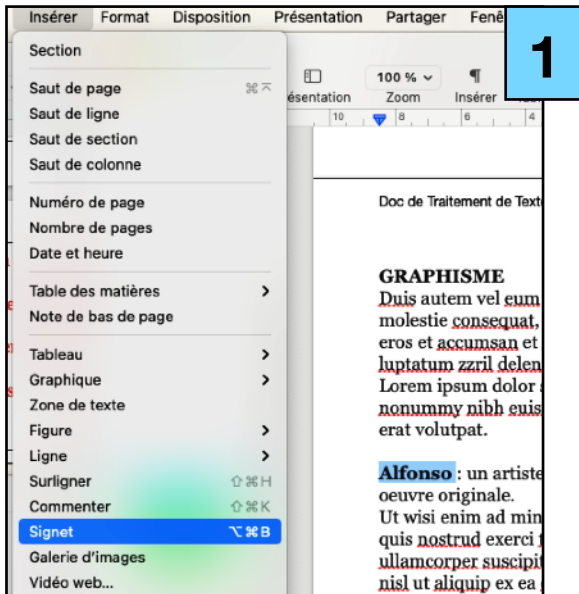 Insérer Format Disposition Présentation Partager
1
Section
Saut de page ⌘⌅
Saut de ligne
Saut de section
Saut de colonne
Numéro de page
Nombre de pages
Date et heure
Table des matières >
Note de bas de page
Tableau >
Graphique >
Zone de texte
Figure >
Ligne >
Surligner ⇧⌘H
Commenter ⇧⌘K
Signet ⌥⌘B
Galerie d'images
Vidéo web...
100 %
Zoom
Insérer
10 8 6 4
Doc de Traitement de Text
GRAPHISME
Duis autem vel eum
molestie consequat,
eros et accumsan et
luptatum zzril delen
Lorem ipsum dolor
nonummy nibh euis
erat volutpat.
Alfonso : un artiste
oeuvre originale.
Ut wisi enim ad min
quis nostrud exerci
ullamcorper suscipit
nisl ut aliquip ex ea